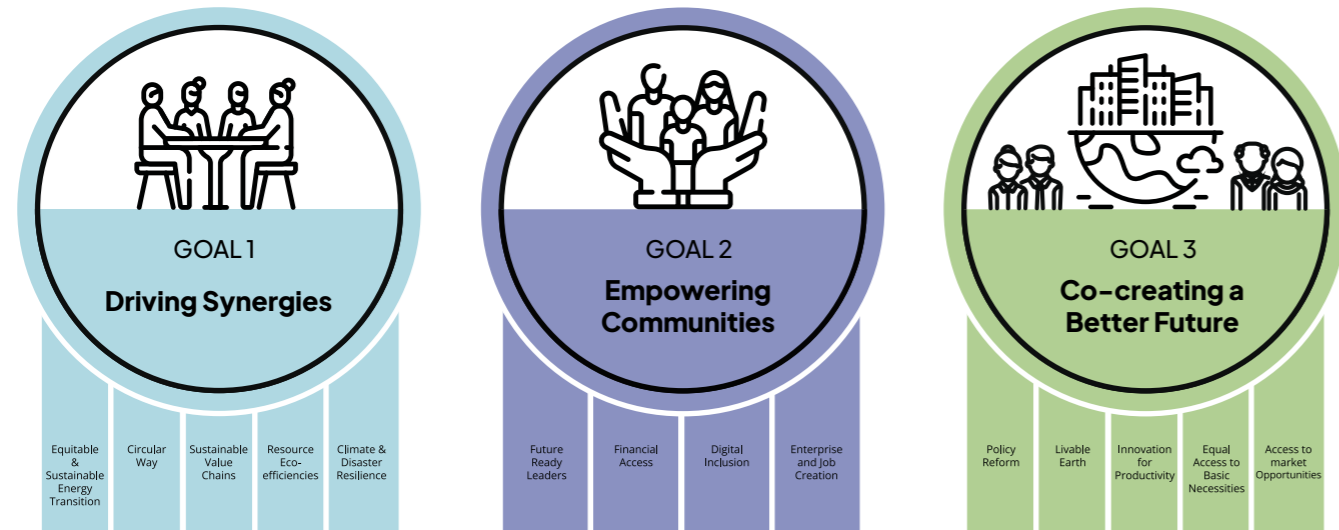 GOAL 1
Driving Synergies
Equitable
&
Sustainable
Energy
Transition
Circular
Way
Sustainable
Value
Chains
Resource
Eco-
efficiencies
Climate &
Disaster
Resilience
GOAL 2
Empowering
Communities
Future
Ready
Leaders
Financial
Access
Digital
Inclusion
Enterprise
and Job
Creation
GOAL 3
Co-creating a
Better Future
Policy
Reform
Livable
Earth
Innovation
for
Productivity
Equal
Access to
Basic
Necessities
Access to
market
Opportunities